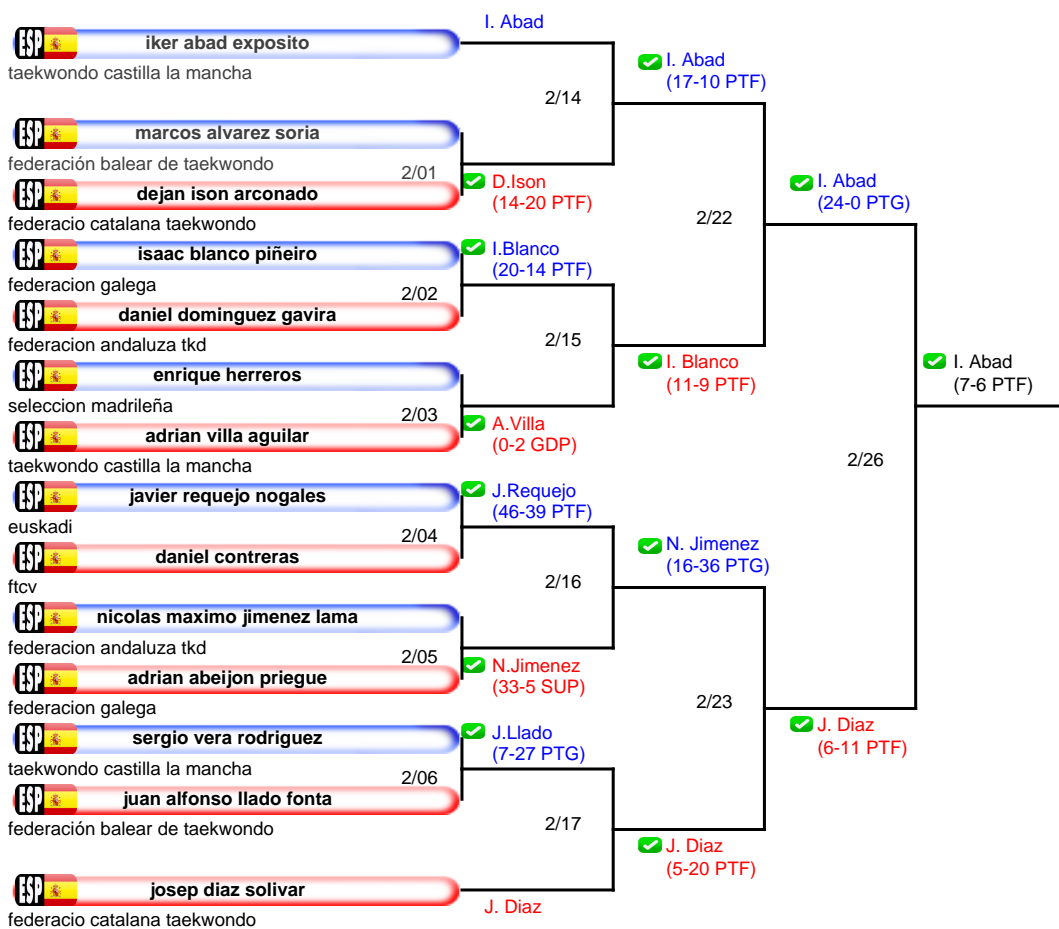 I. Abad
ESP iker abad exposito
taekwondo castilla la mancha
I. Abad
(17-10 PTF)
2/14
ESP marcos alvarez soria
federación balear de taekwondo
2/01
ESP dejan ison arconado
federacio catalana taekwondo
D.Ison
(14-20 PTF)
I. Abad
(24-0 PTG)
2/22
ESP isaac blanco piñeiro
federacion galega
I.Blanco
(20-14 PTF)
2/02
ESP daniel dominguez gavira
federacion andaluza tkd
2/15
I. Blanco
(11-9 PTF)
I. Abad
(7-6 PTF)
ESP enrique herreros
seleccion madrileña
2/03
ESP adrian villa aguilar
taekwondo castilla la mancha
A.Villa
(0-2 GDP)
2/26
ESP javier requejo nogales
euskadi
J.Requejo
(46-39 PTF)
2/04
ESP daniel contreras
ftcv
N. Jimenez
(16-36 PTG)
2/16
ESP nicolas maximo jimenez lama
federacion andaluza tkd
2/05
ESP adrian abeijon priegue
federacion galega
N.Jimenez
(33-5 SUP)
2/23
J. Diaz
(6-11 PTF)
ESP sergio vera rodriguez
taekwondo castilla la mancha
J.Llado
(7-27 PTG)
2/06
ESP juan alfonso llado fonta
federación balear de taekwondo
2/17
J. Diaz
(5-20 PTF)
ESP josep diaz solivar
federacio catalana taekwondo
J. Diaz